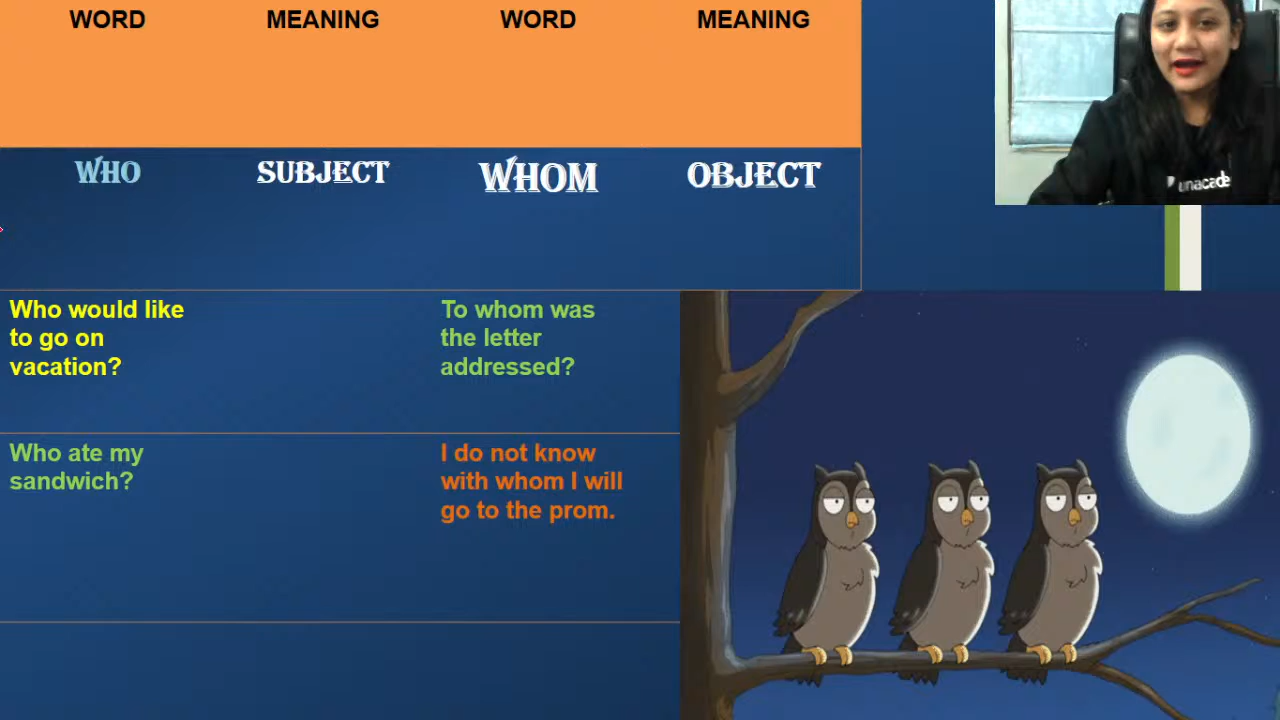 WORD MEANING WORD MEANING
WHO SUBJECT WHOM OBJECT
Who would like
to go on
vacation?
To whom was
the letter
addressed?
Who ate my
sandwich?
I do not know
with whom I will
go to the prom.
unacade